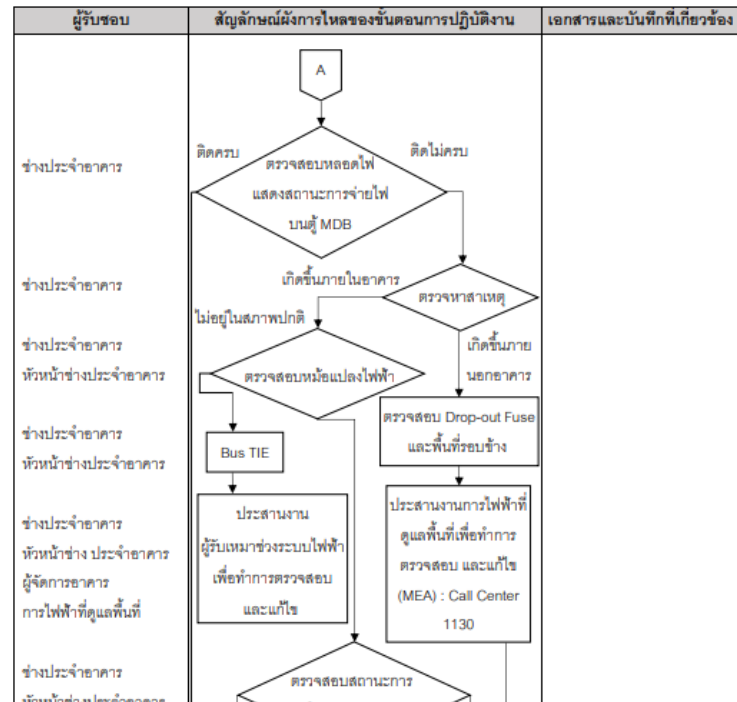 ผู้รับชอบ
สัญลักษณ์ผังการไหลของขั้นตอนการปฏิบัติงาน
เอกสารและบันทึกที่เกี่ยวข้อง
A
ช่างประจำอาคาร
ติดครบ
ติดไม่ครบ
ตรวจสอบหลอดไฟ
แสดงสถานะการจ่ายไฟ
บนตู้ MDB
ช่างประจำอาคาร
เกิดขึ้นภายในอาคาร
ตรวจหาสาเหตุ
ไม่อยู่ในสภาพปกติ
ช่างประจำอาคาร
หัวหน้าช่างประจำอาคาร
ตรวจสอบหม้อแปลงไฟฟ้า
เกิดขึ้นภาย
นอกอาคาร
ช่างประจำอาคาร
หัวหน้าช่างประจำอาคาร
Bus TIE
ตรวจสอบ Drop-out Fuse
และพื้นที่รอบข้าง
ช่างประจำอาคาร
หัวหน้าช่าง ประจำอาคาร
ผู้จัดการอาคาร
การไฟฟ้าที่ดูแลพื้นที่
ประสานงาน
ผู้รับเหมาช่วงระบบไฟฟ้า
เพื่อทำการตรวจสอบ
และแก้ไข
ประสานงานการไฟฟ้าที่
ดูแลพื้นที่เพื่อทำการ
ตรวจสอบ และแก้ไข
(MEA) : Call Center
1130
ช่างประจำอาคาร
ตรวจสอบสถานะการ